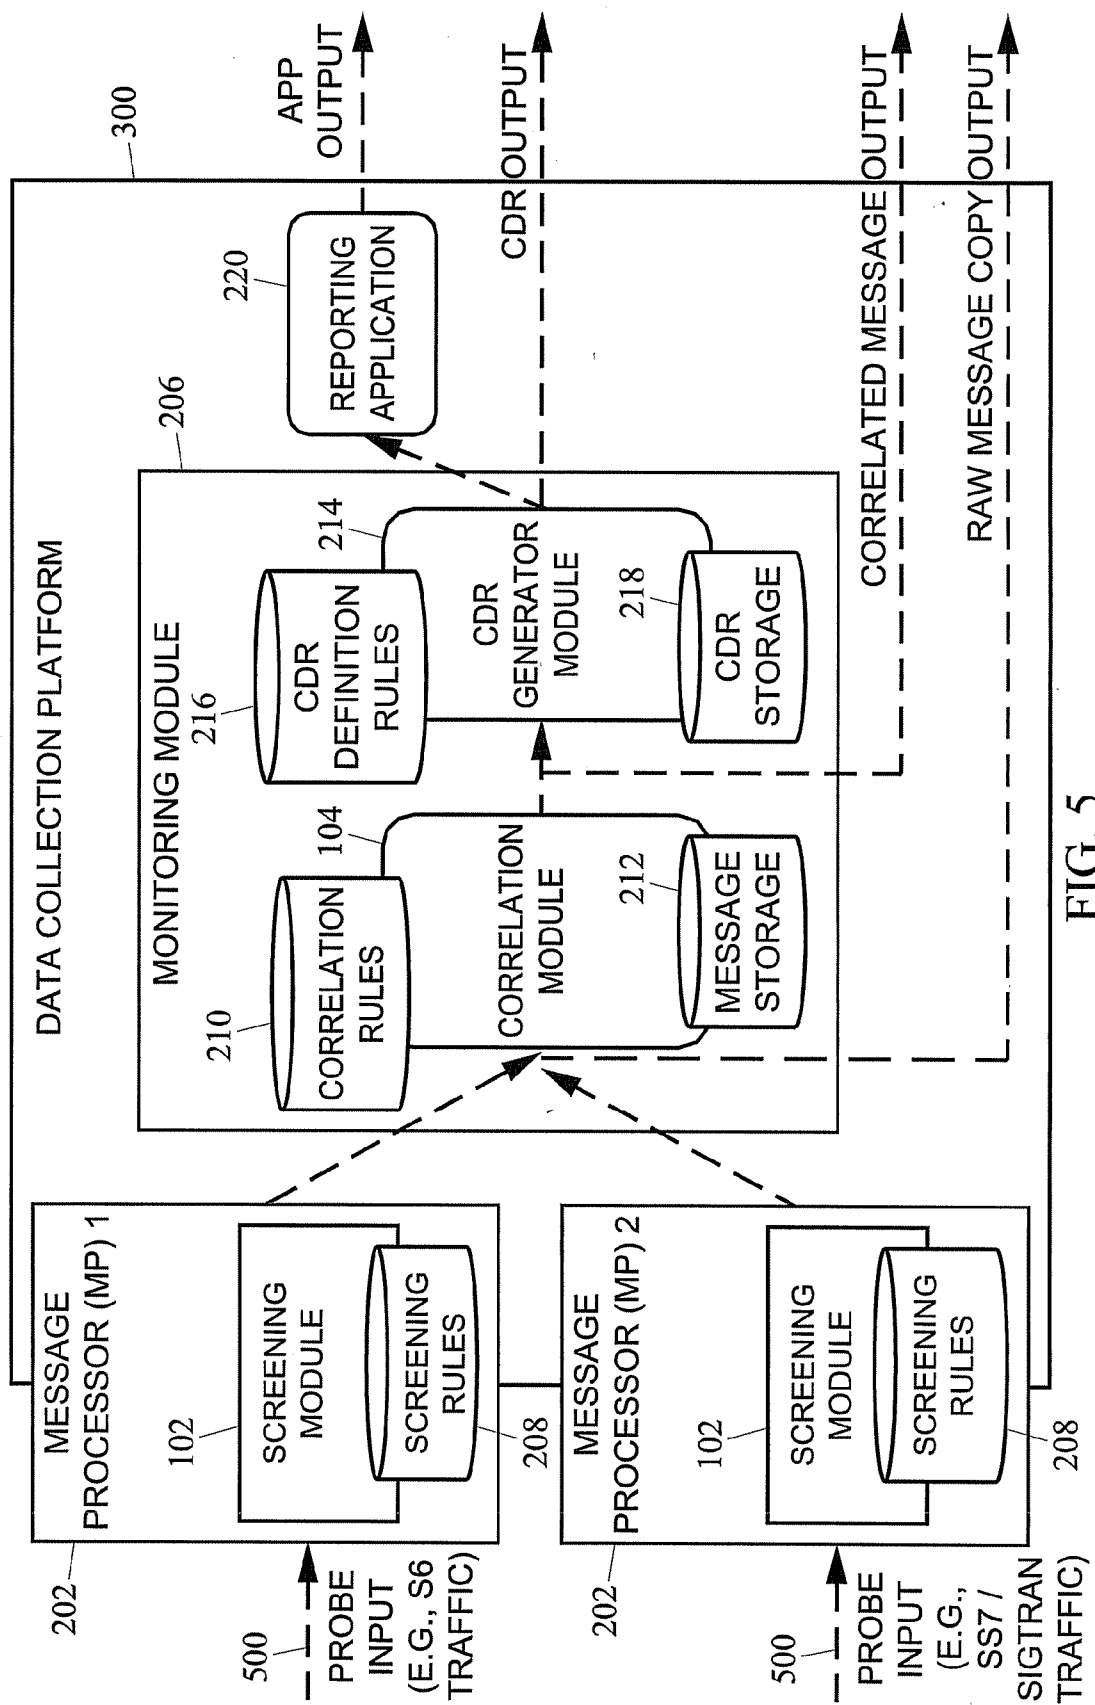 DATA COLLECTION PLATFORM
300
MESSAGE
PROCESSOR (MP) 1
202
102
SCREENING
MODULE
SCREENING
RULES
208
500
PROBE
INPUT
(E.G., S6
TRAFFIC)
MESSAGE
PROCESSOR (MP) 2
202
102
SCREENING
MODULE
SCREENING
RULES
208
500
PROBE
INPUT
(E.G.,
SS7 /
SIGTRAN
TRAFFIC)
MONITORING MODULE
206
210
CORRELATION
RULES
104
CORRELATION
MODULE
212
MESSAGE
STORAGE
216
CDR
DEFINITION
RULES
214
CDR
GENERATOR
MODULE
218
CDR
STORAGE
220
REPORTING
APPLICATION
APP
OUTPUT
CDR OUTPUT
CORRELATED MESSAGE OUTPUT
RAW MESSAGE COPY OUTPUT
FIG. 5